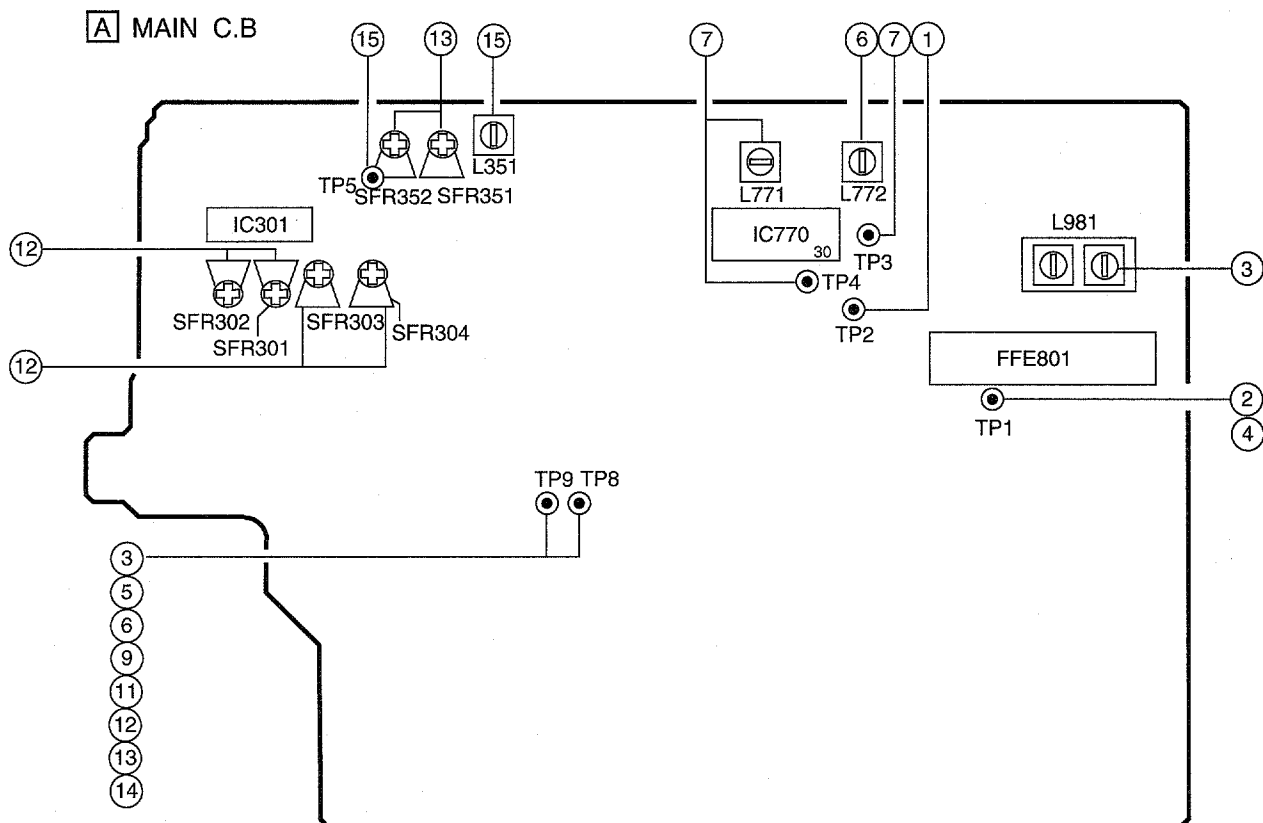 A MAIN C.B
15 13 15 7 6 7 1
L351
TP5 SFR352 SFR351
L771 L772
IC301
IC770
30
L981
12
TP3
3
TP4
SFR302 SFR303 SFR304
SFR301
TP2
12
FFE801
TP1
2
4
TP9 TP8
3
5
6
9
11
12
13
14